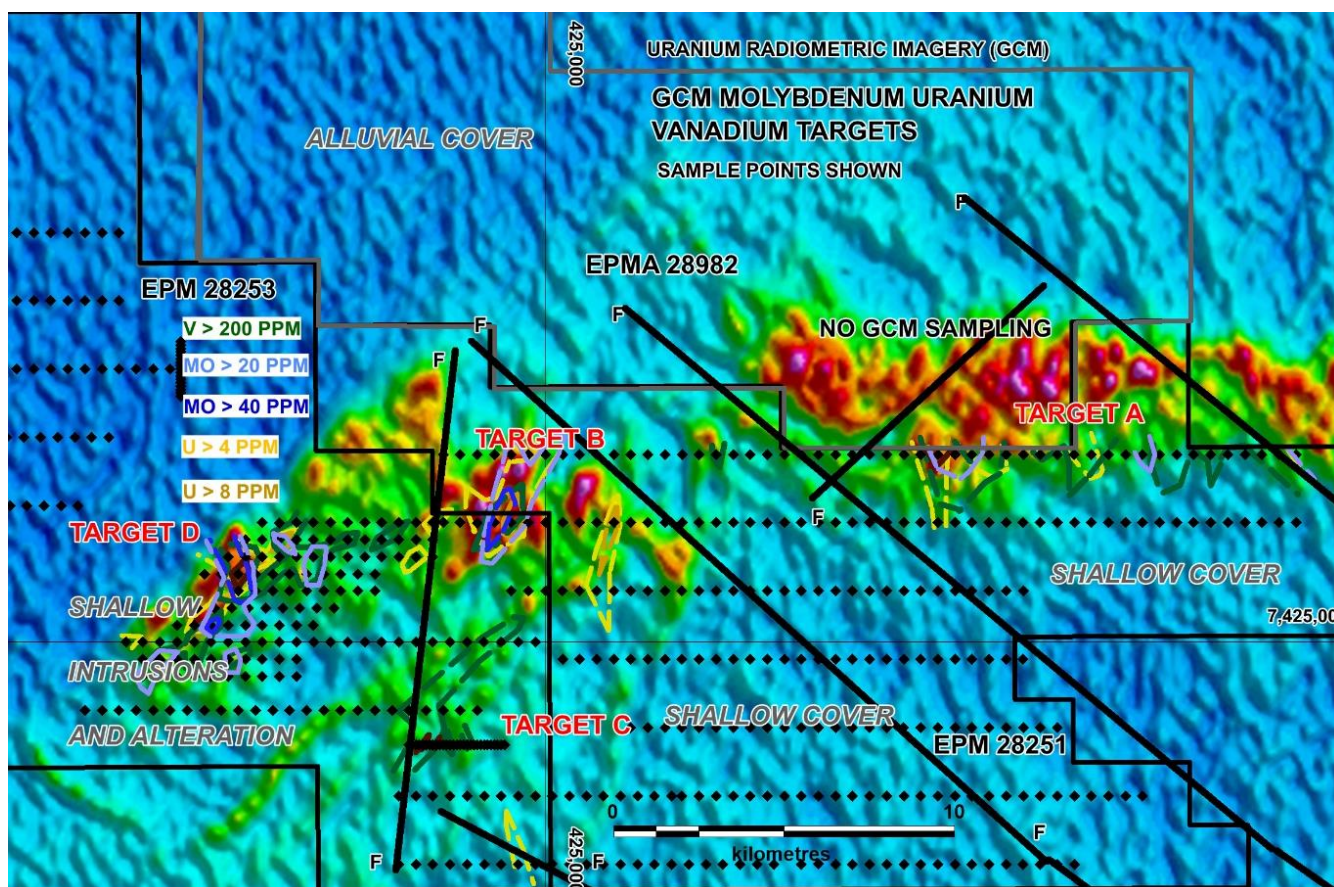 425,000
URANIUM RADIOMETRIC IMAGERY (GCM)
GCM MOLYBDENUM URANIUM
VANADIUM TARGETS
SAMPLE POINTS SHOWN
ALLUVIAL COVER
F
EPMA 28982
EPM 28253
F
F
F
V > 200 PPM
MO > 20 PPM
MO > 40 PPM
U > 4 PPM
U > 8 PPM
NO GCM SAMPLING
TARGET A
TARGET B
F
TARGET D
SHALLOW COVER
SHALLOW
INTRUSIONS
AND ALTERATION
7,425,00
TARGET C
SHALLOW COVER
EPM 28251
0
10
kilometres
F
F
F
425,000